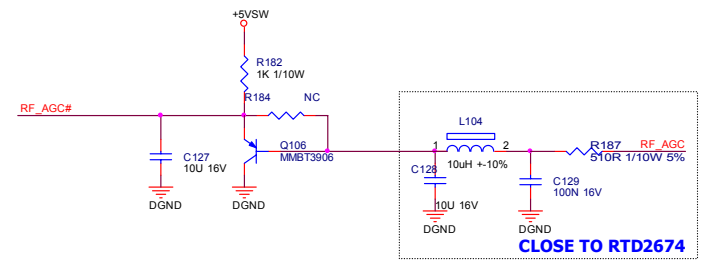 +5VSW
R182
1K 1/10W
R184 NC
RF_AGC#
L104
Q106
MMBT3906
1 2
R187 RF_AGC
510R 1/10W 5%
C127
10U 16V
C128
10uH +-10%
C129
100N 16V
10U 16V
DGND DGND DGND DGND
CLOSE TO RTD2674